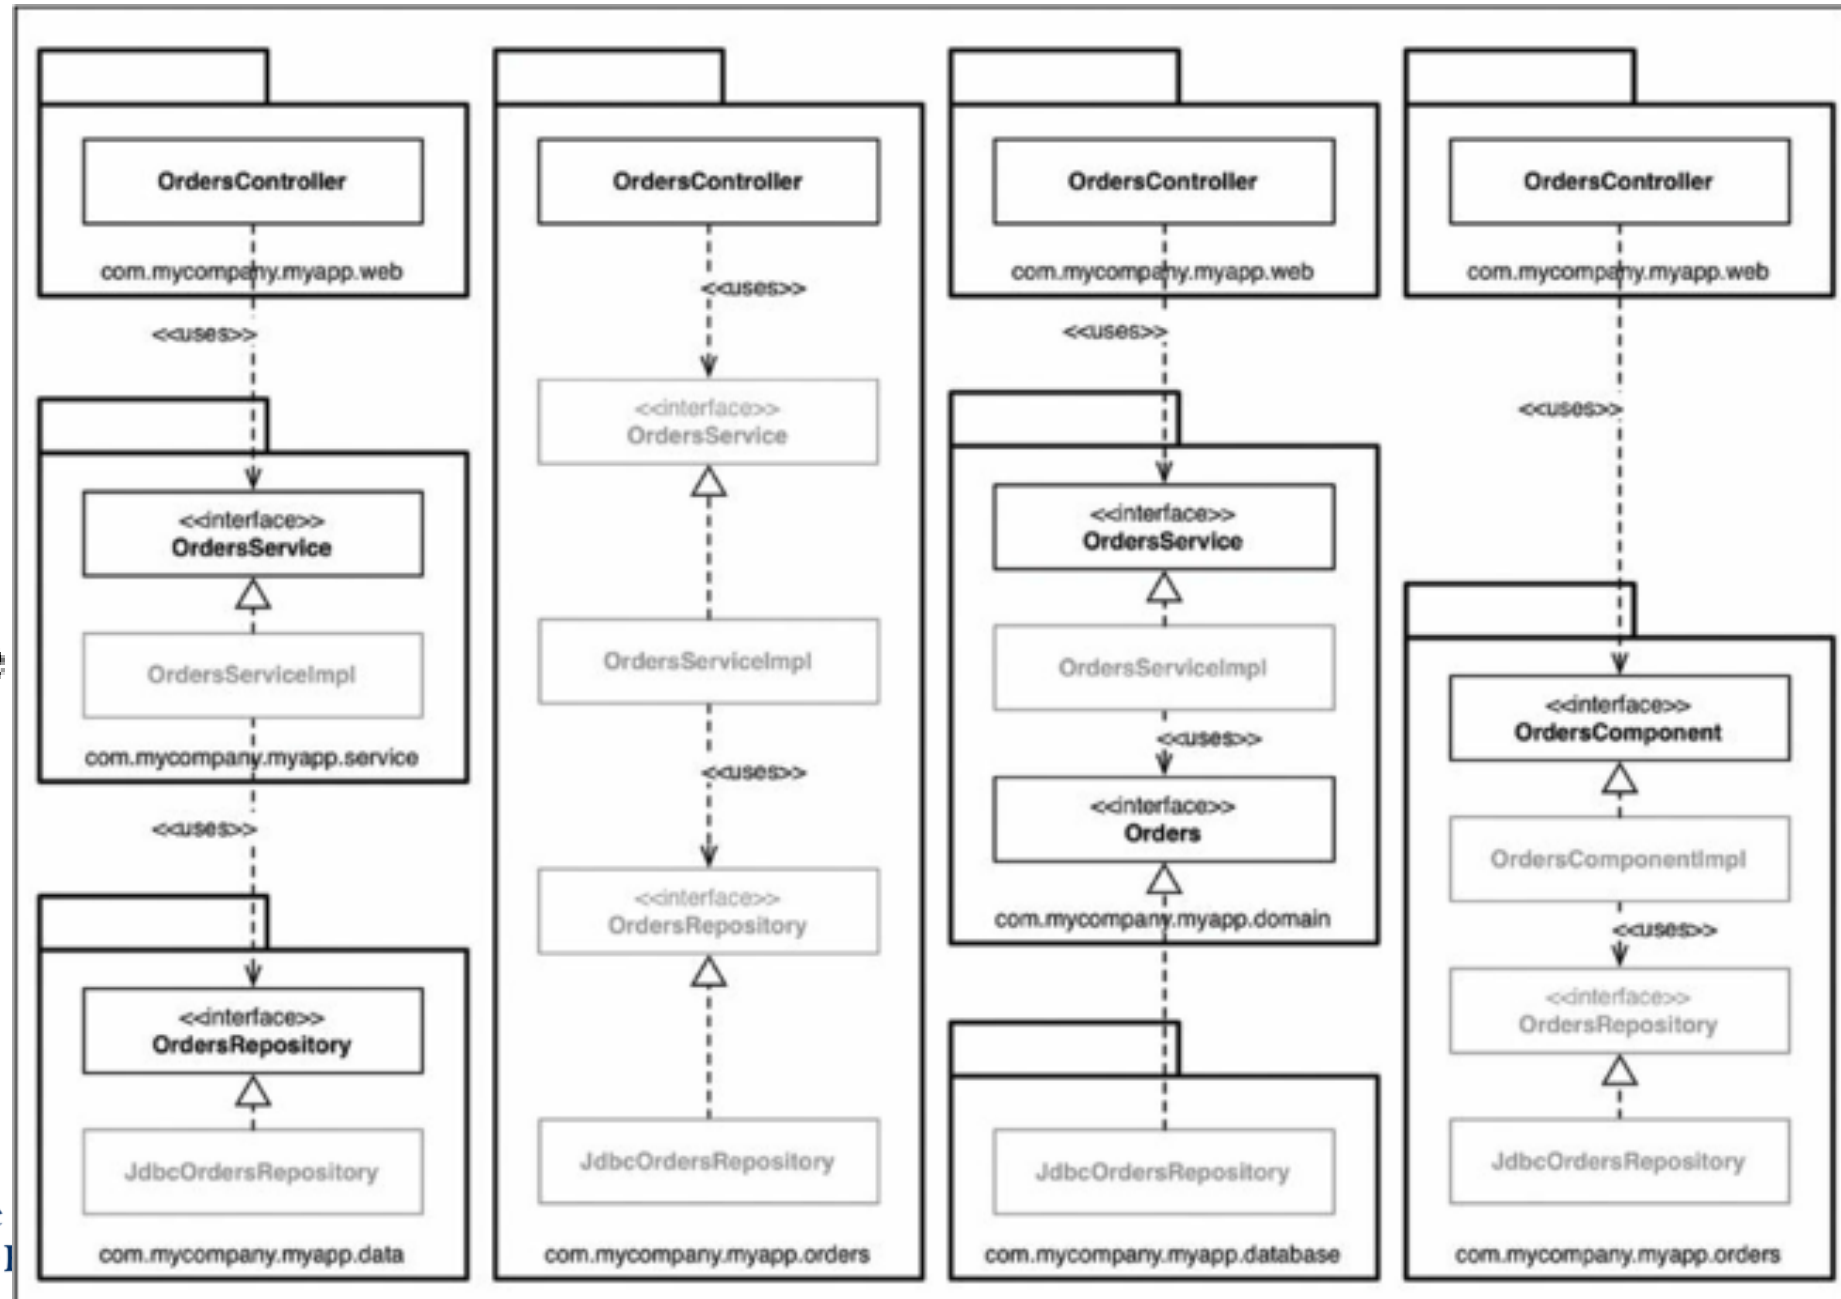 OrdersController
com.mycompany.myapp.web
<<uses>>
<<interface>>
OrdersService
OrdersServiceImpl
com.mycompany.myapp.service
<<uses>>
<<interface>>
OrdersRepository
JdbcOrdersRepository
com.mycompany.myapp.data
OrdersController
<<uses>>
<<interface>>
OrdersService
OrdersServiceImpl
<<uses>>
<<interface>>
OrdersRepository
JdbcOrdersRepository
com.mycompany.myapp.orders
OrdersController
com.mycompany.myapp.web
<<uses>>
<<interface>>
OrdersService
OrdersServiceImpl
<<uses>>
<<interface>>
Orders
com.mycompany.myapp.domain
JdbcOrdersRepository
com.mycompany.myapp.database
OrdersController
com.mycompany.myapp.web
<<uses>>
<<interface>>
OrdersComponent
OrdersComponentImpl
<<uses>>
<<interface>>
OrdersRepository
JdbcOrdersRepository
com.mycompany.myapp.orders